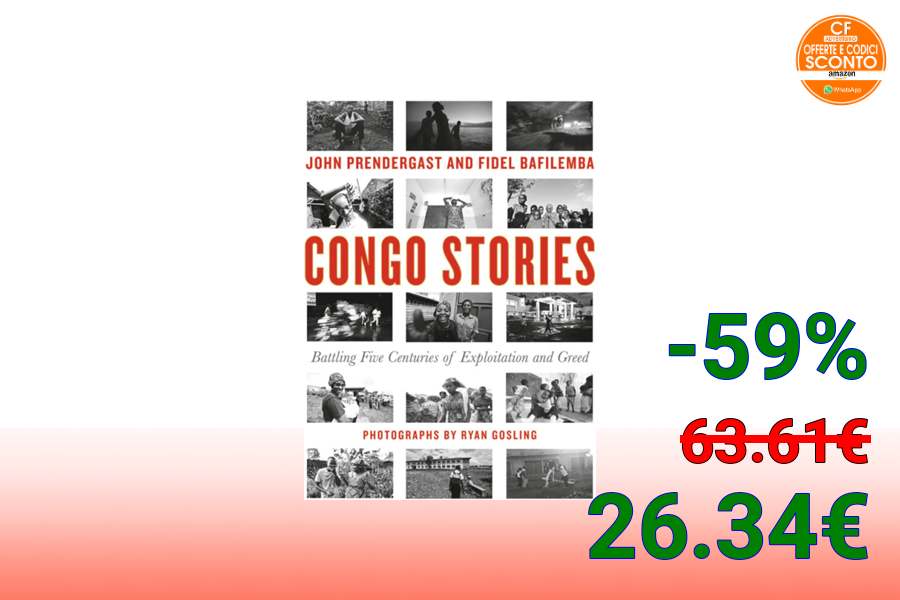 CF
ADVERTISING
OFFERTE E CODICI
SCONTO
amazon
WhatsApp
JOHN PRENDERGAST AND FIDEL BAFILEMBA
CONGO STORIES
Battling Five Centuries of Exploitation and Greed
PHOTOGRAPHS BY RYAN GOSLING
-59%
63.61€
26.34€